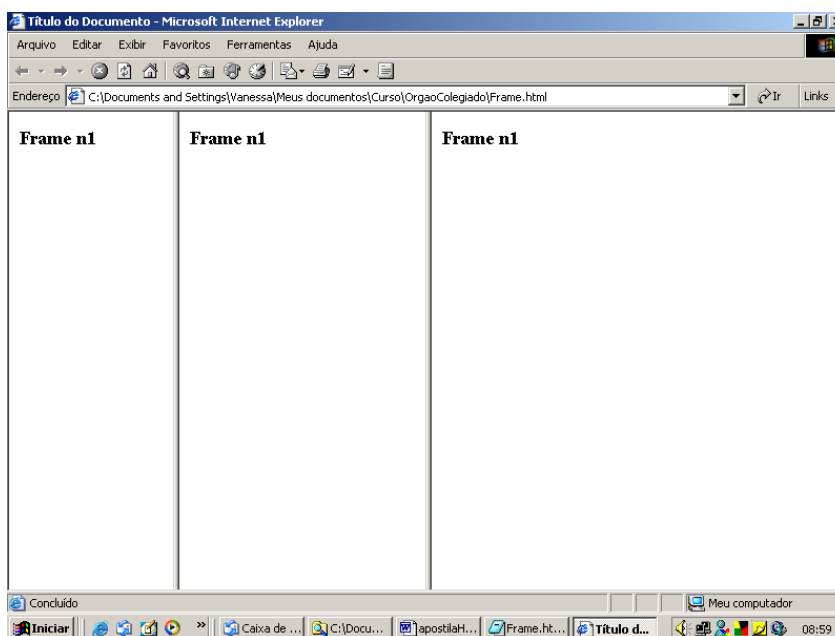 Título do Documento - Microsoft Internet Explorer
Arquivo Editar Exibir Favoritos Ferramentas Ajuda
Endereço C:\Documents and Settings\Vanessa\Meus documentos\Curso\OrgaoColegiado\Frame.html Ir Links
Frame n1 Frame n1 Frame n1
Concluído Meu computador
Iniciar » Caixa de ... C:\Docu... apostilaH... Frame.ht... Título d... 08:59